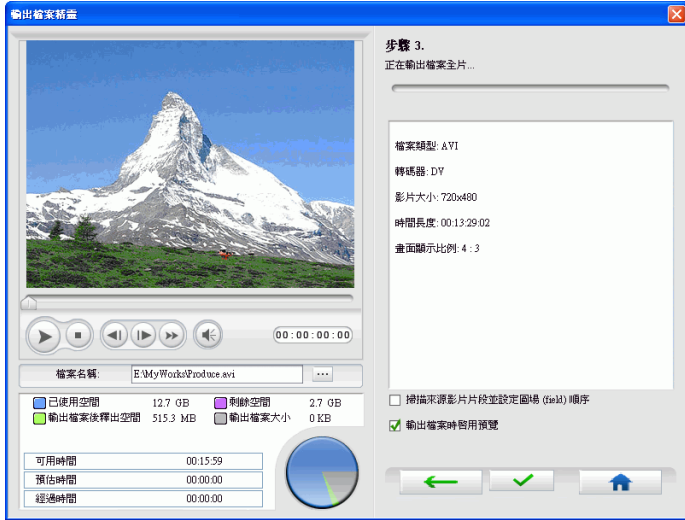 輸出檔案精靈
步驟 3.
正在輸出檔案全片...
檔案類型: AVI
轉碼器: DV
影片大小: 720x480
時間長度: 00:13:29:02
畫面顯示比例: 4 : 3
00:00:00:00
檔案名稱: E:\MyWorks\Produce.avi ...
已使用空間 12.7 GB 剩餘空間 2.7 GB
輸出檔案後釋出空間 515.3 MB 輸出檔案大小 0 KB
可用時間 00:15:59
預估時間 00:00:00
經過時間 00:00:00
掃描來源影片片段並設定圖場 (field) 順序
輸出檔案時啟用預覽